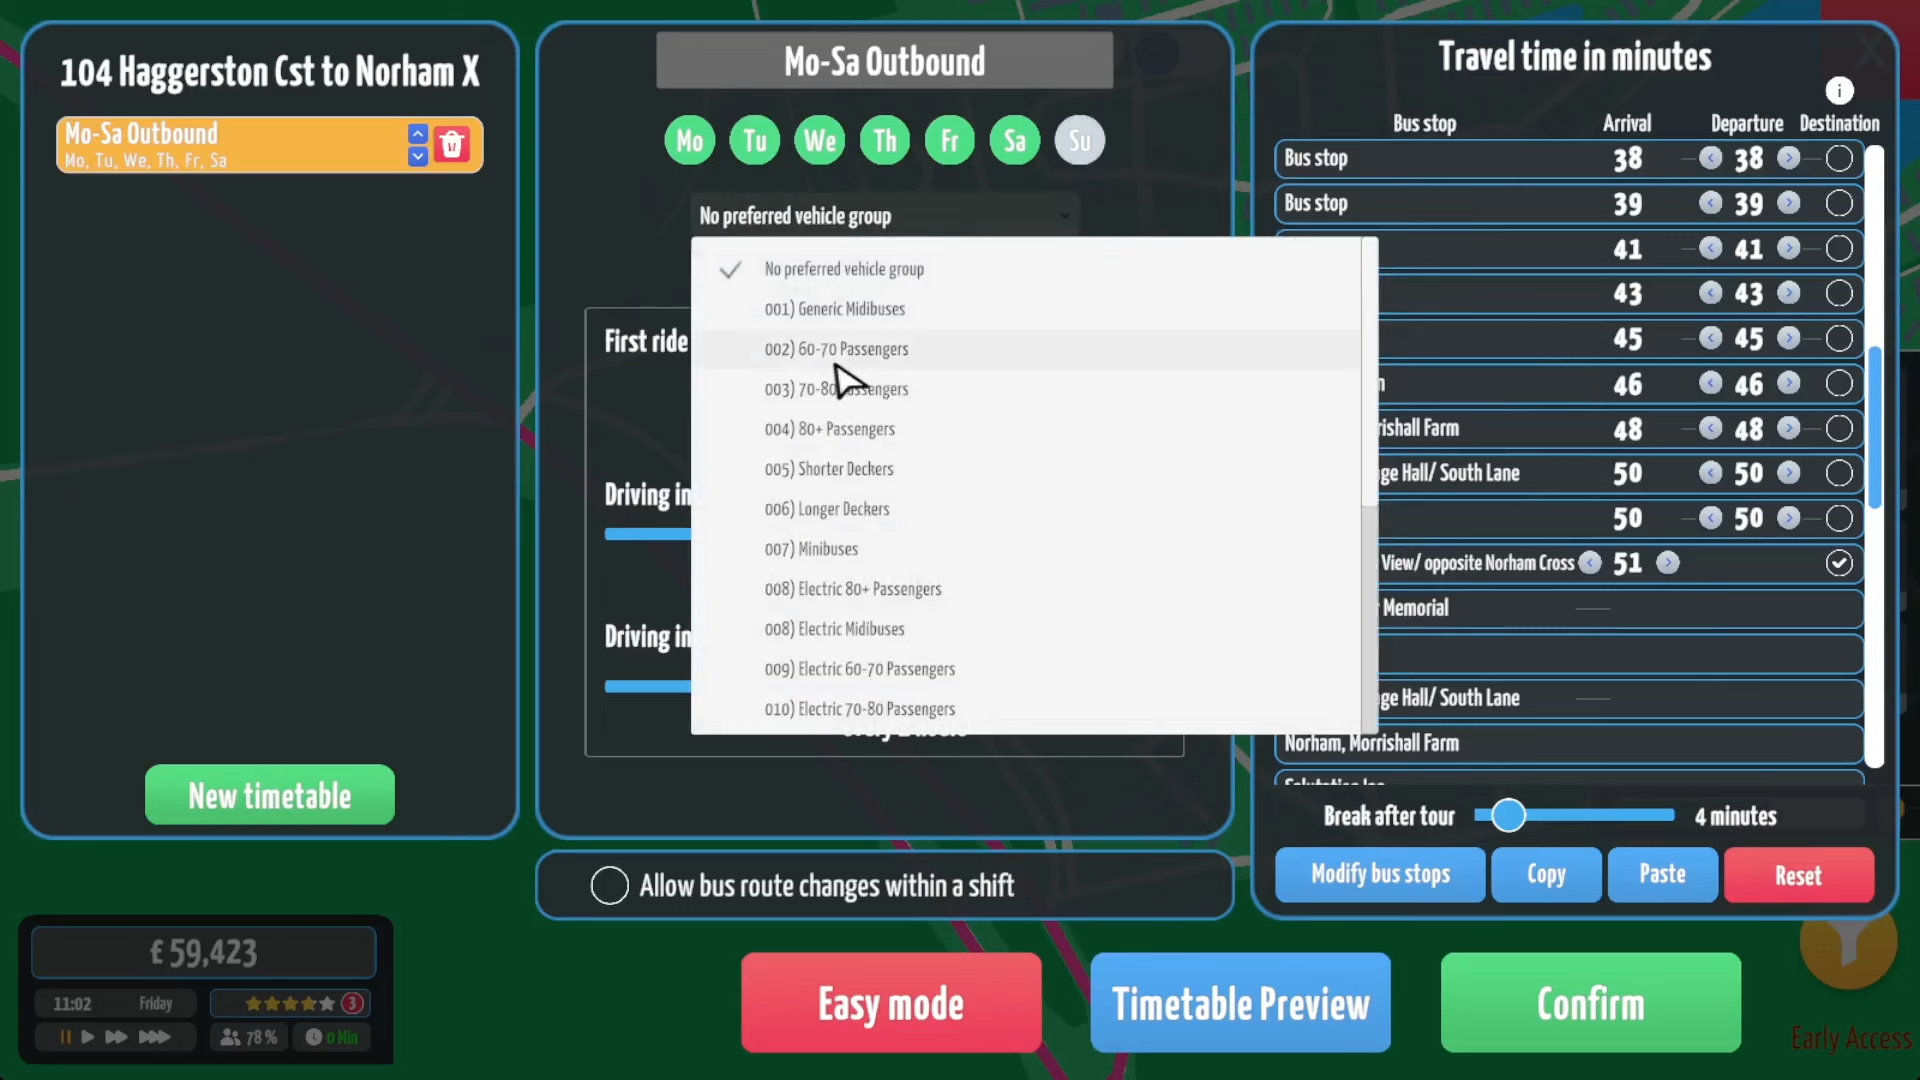 104 Haggerston Cst to Norham X
Mo-Sa Outbound
Mo, Tu, We, Th, Fr, Sa
New timetable
Mo-Sa Outbound
Mo Tu We Th Fr Sa Su
No preferred vehicle group
No preferred vehicle group
001) Generic Midibuses
002) 60-70 Passengers
003) 70-80 Passengers
004) 80+ Passengers
005) Shorter Deckers
006) Longer Deckers
007) Minibuses
008) Electric 80+ Passengers
008) Electric Midibuses
009) Electric 60-70 Passengers
010) Electric 70-80 Passengers
First ride
Driving in
Driving in
Allow bus route changes within a shift
Travel time in minutes
i
X
Bus stop Arrival Departure Destination
Bus stop 38 38
Bus stop 39 39
41 41
43 43
45 45
46 46
rishall Farm 48 48
ge Hall/ South Lane 50 50
50 50
View/ opposite Norham Cross 51
Memorial
ge Hall/ South Lane
Norham, Morrishall Farm
Break after tour 4 minutes
Modify bus stops Copy Paste Reset
£ 59,423
11:02 Friday 3
78 % 0 Min
Easy mode Timetable Preview Confirm
Early Access